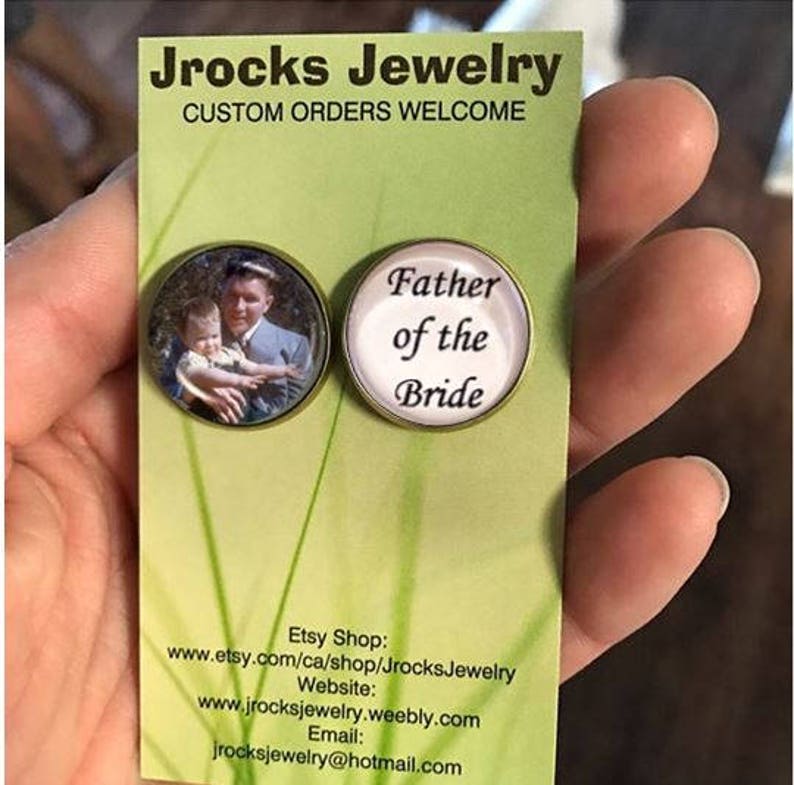 Jrocks Jewelry
CUSTOM ORDERS WELCOME
Father
of the
Bride
Etsy Shop:
www.etsy.com/ca/shop/JrocksJewelry
Website:
www.jrocksjewelry.weebly.com
Email:
jrocksjewelry@hotmail.com